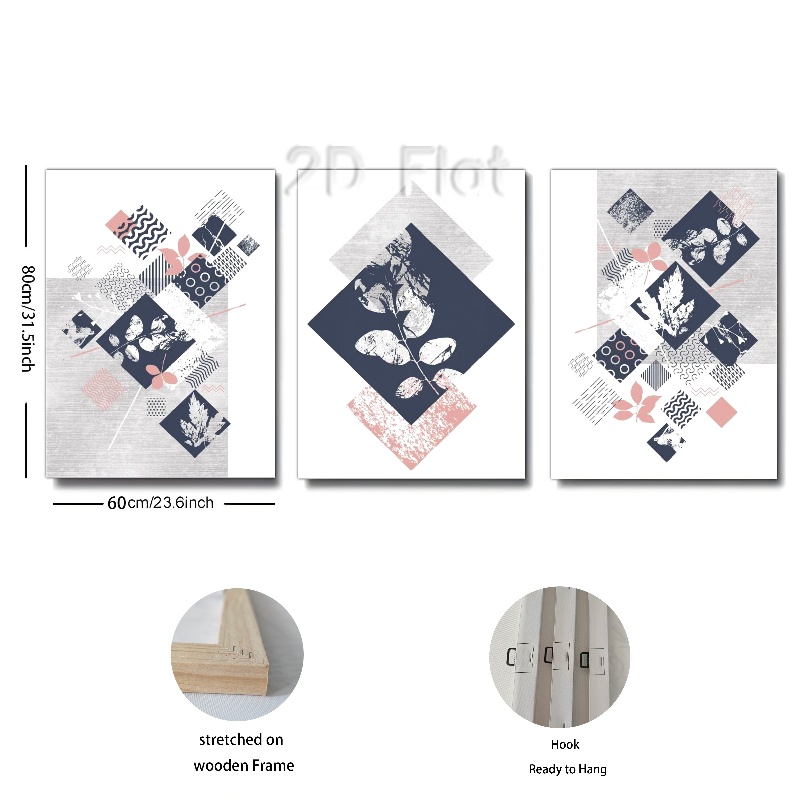 2D Flat
80cm/31.5inch
60cm/23.6inch
stretched on
wooden Frame
Hook
Ready to Hang